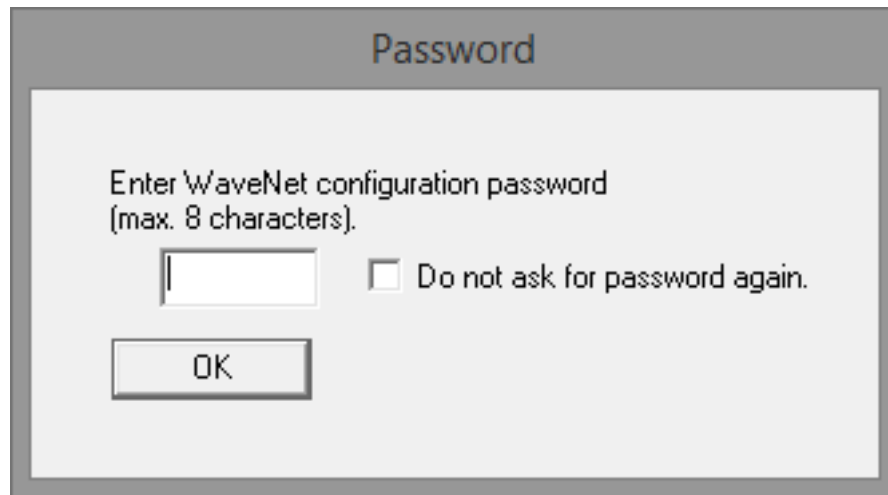 Password
Enter WaveNet configuration password
(max. 8 characters).
Do not ask for password again.
OK